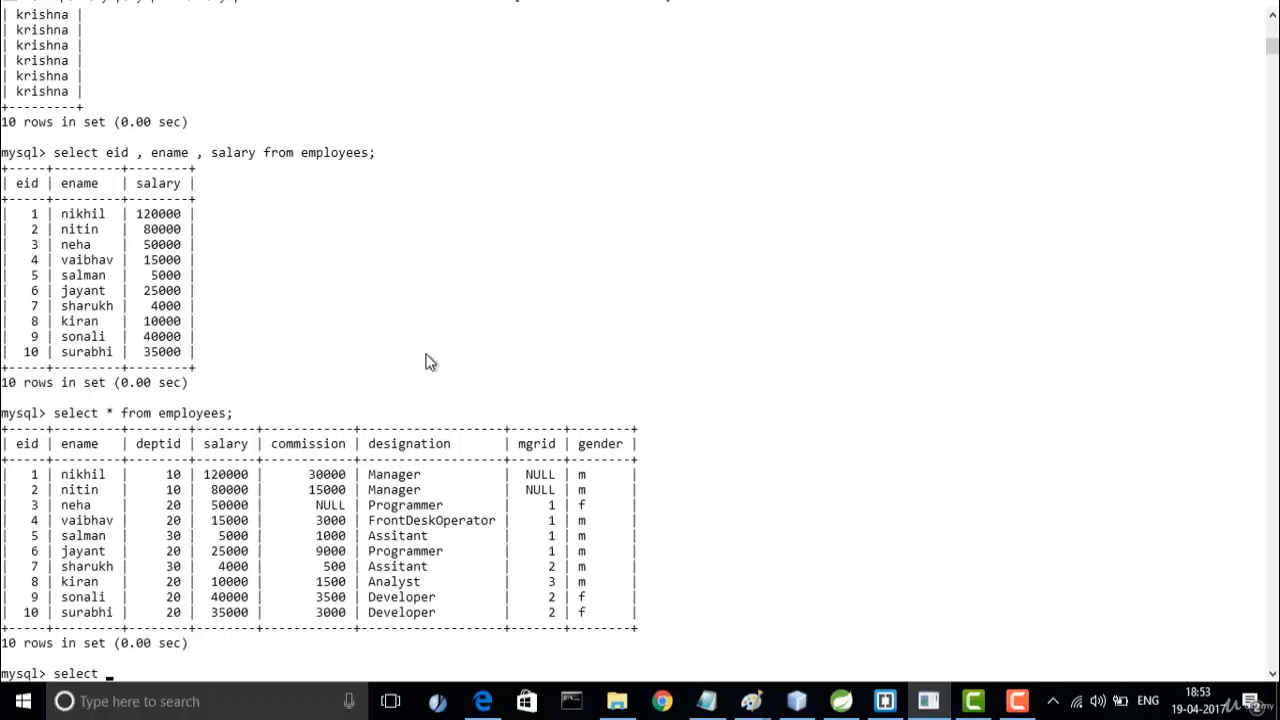 | krishna |
| krishna |
| krishna |
| krishna |
| krishna |
| krishna |
+---------+
10 rows in set (0.00 sec)
mysql> select eid , ename , salary from employees;
+-----+---------+--------+
| eid | ename   | salary |
+-----+---------+--------+
|   1 | nikhil  | 120000 |
|   2 | nitin   |  80000 |
|   3 | neha    |  50000 |
|   4 | vaibhav |  15000 |
|   5 | salman  |   5000 |
|   6 | jayant  |  25000 |
|   7 | sharukh |   4000 |
|   8 | kiran   |  10000 |
|   9 | sonali  |  40000 |
|  10 | surabhi |  35000 |
+-----+---------+--------+
10 rows in set (0.00 sec)
mysql> select * from employees;
+-----+---------+--------+--------+------------+-------------------+-------+--------+
| eid | ename   | deptid | salary | commission | designation       | mgrid | gender |
+-----+---------+--------+--------+------------+-------------------+-------+--------+
|   1 | nikhil  |     10 | 120000 |      30000 | Manager           |  NULL | m      |
|   2 | nitin   |     10 |  80000 |      15000 | Manager           |  NULL | m      |
|   3 | neha    |     20 |  50000 |       NULL | Programmer        |     1 | f      |
|   4 | vaibhav |     20 |  15000 |       3000 | FrontDeskOperator |     1 | m      |
|   5 | salman  |     30 |   5000 |       1000 | Assitant          |     1 | m      |
|   6 | jayant  |     20 |  25000 |       9000 | Programmer        |     1 | m      |
|   7 | sharukh |     30 |   4000 |        500 | Assitant          |     2 | m      |
|   8 | kiran   |     20 |  10000 |       1500 | Analyst           |     3 | m      |
|   9 | sonali  |     20 |  40000 |       3500 | Developer         |     2 | f      |
|  10 | surabhi |     20 |  35000 |       3000 | Developer         |     2 | f      |
+-----+---------+--------+--------+------------+-------------------+-------+--------+
10 rows in set (0.00 sec)
mysql> select _
Type here to search
ENG
18:53
19-04-2017